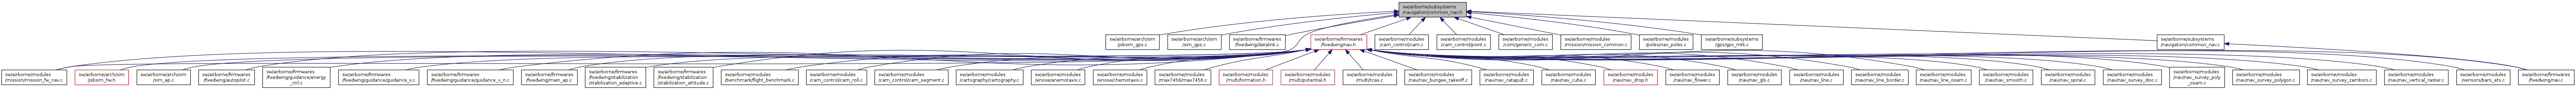 sw/airborne/subsystems
/navigation/common_nav.h
sw/airborne/arch/sim
/jsbsim_gps.c
sw/airborne/arch/sim
/sim_gps.c
sw/airborne/firmwares
/fixedwing/datalink.c
sw/airborne/firmwares
/fixedwing/nav.h
sw/airborne/modules
/cam_control/cam.c
sw/airborne/modules
/cam_control/point.c
sw/airborne/modules
/com/generic_com.c
sw/airborne/modules
/mission/mission_common.c
sw/airborne/modules
/poles/nav_poles.c
sw/airborne/subsystems
/gps/gps_mtk.c
sw/airborne/subsystems
/navigation/common_nav.c
sw/airborne/modules
/mission/mission_fw_nav.c
sw/airborne/arch/sim
/jsbsim_hw.h
sw/airborne/arch/sim
/sim_ap.c
sw/airborne/firmwares
/fixedwing/autopilot.c
sw/airborne/firmwares
/fixedwing/guidance/energy
_ctrl.c
sw/airborne/firmwares
/fixedwing/guidance/guidance_v.c
sw/airborne/firmwares
/fixedwing/guidance/guidance_v_n.c
sw/airborne/firmwares
/fixedwing/main_ap.c
sw/airborne/firmwares
/fixedwing/stabilization
/stabilization_adaptive.c
sw/airborne/firmwares
/fixedwing/stabilization
/stabilization_attitude.c
sw/airborne/modules
/benchmark/flight_benchmark.c
sw/airborne/modules
/cam_control/cam_roll.c
sw/airborne/modules
/cam_control/cam_segment.c
sw/airborne/modules
/cartography/cartography.c
sw/airborne/modules
/enose/anemotaxis.c
sw/airborne/modules
/enose/chemotaxis.c
sw/airborne/modules
/max7456/max7456.c
sw/airborne/modules
/multi/formation.h
sw/airborne/modules
/multi/potential.h
sw/airborne/modules
/multi/tcas.c
sw/airborne/modules
/nav/nav_bungee_takeoff.c
sw/airborne/modules
/nav/nav_catapult.c
sw/airborne/modules
/nav/nav_cube.c
sw/airborne/modules
/nav/nav_drop.h
sw/airborne/modules
/nav/nav_flower.c
sw/airborne/modules
/nav/nav_gls.c
sw/airborne/modules
/nav/nav_line.c
sw/airborne/modules
/nav/nav_line_border.c
sw/airborne/modules
/nav/nav_line_osam.c
sw/airborne/modules
/nav/nav_smooth.c
sw/airborne/modules
/nav/nav_spiral.c
sw/airborne/modules
/nav/nav_survey_disc.c
sw/airborne/modules
/nav/nav_survey_poly
_osam.c
sw/airborne/modules
/nav/nav_survey_polygon.c
sw/airborne/modules
/nav/nav_survey_zamboni.c
sw/airborne/modules
/nav/nav_vertical_raster.c
sw/airborne/modules
/sensors/baro_ets.c
sw/airborne/firmwares
/fixedwing/nav.c